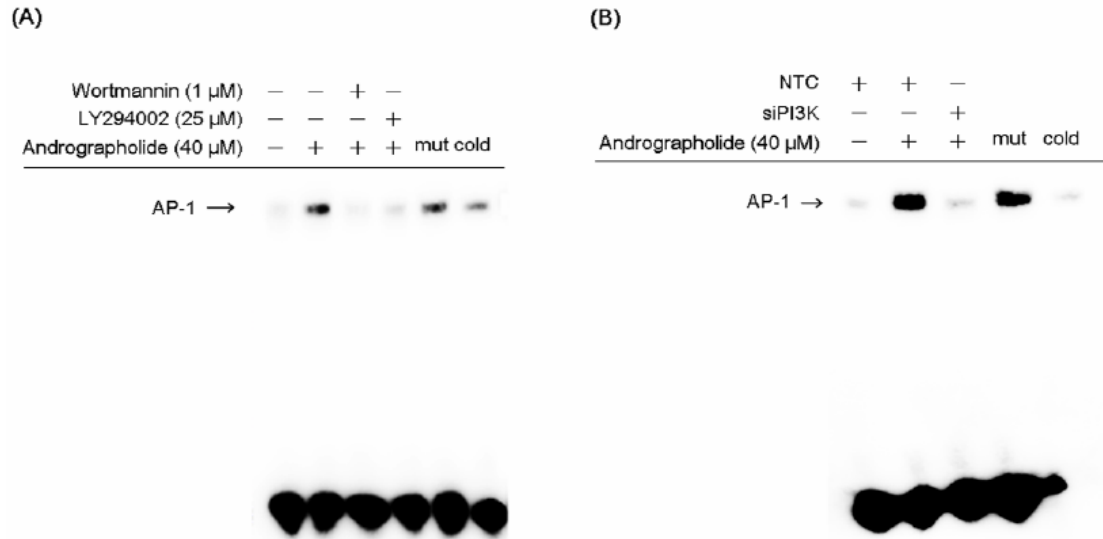 (A)
Wortmannin (1 μM) − − + −
LY294002 (25 μM) − − − +
Andrographolide (40 μM) − + + + mut cold
AP-1 →
(B)
NTC + + −
siPI3K − − +
Andrographolide (40 μM) − + + mut cold
AP-1 →